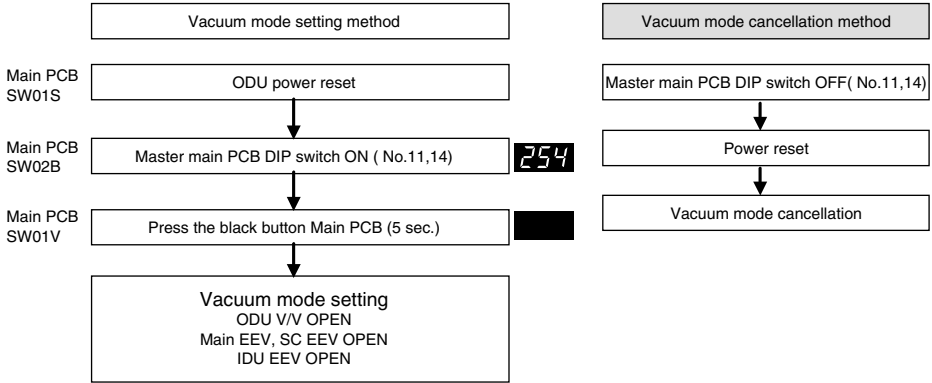 Vacuum mode setting method
Main PCB
SW01S
ODU power reset
Main PCB
SW02B
Master main PCB DIP switch ON ( No.11,14)
254
Main PCB
SW01V
Press the black button Main PCB (5 sec.)
Vacuum mode setting
ODU V/V OPEN
Main EEV, SC EEV OPEN
IDU EEV OPEN
Vacuum mode cancellation method
Master main PCB DIP switch OFF( No.11,14)
Power reset
Vacuum mode cancellation